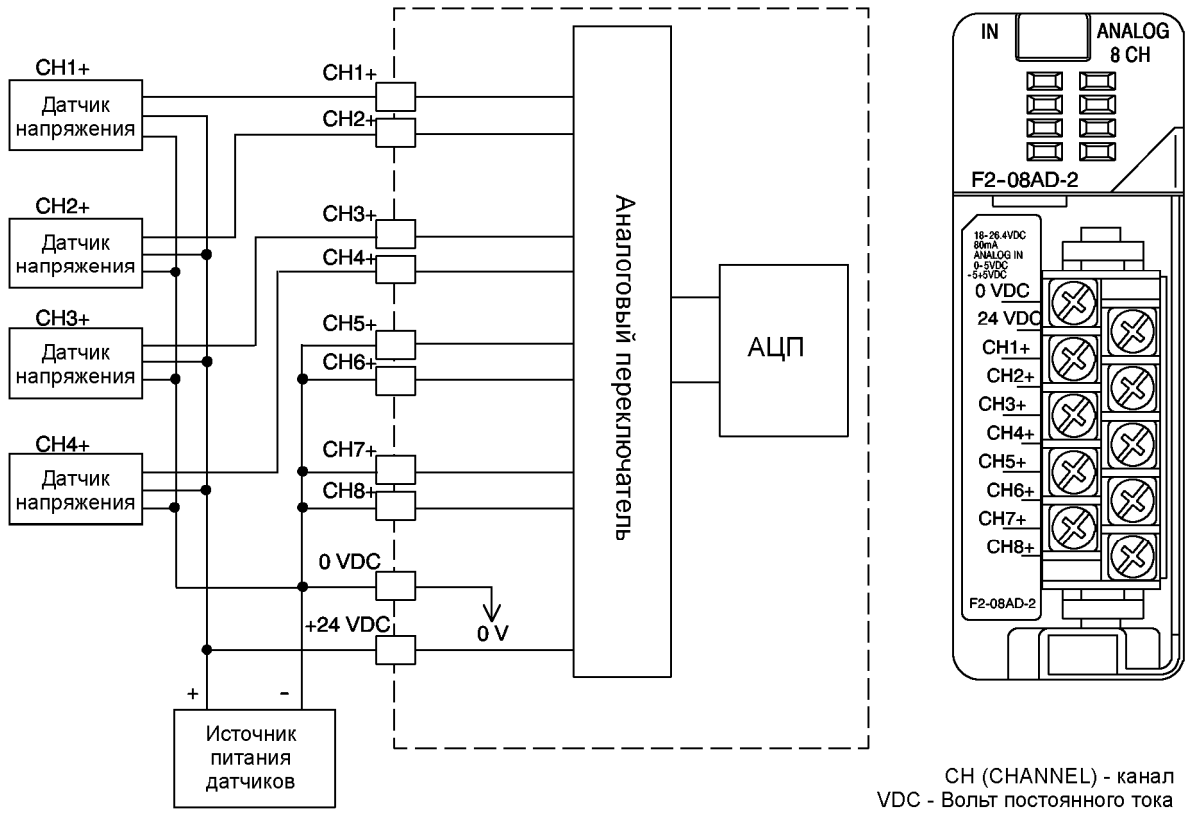 CH1+
Датчик
напряжения
CH2+
Датчик
напряжения
CH3+
Датчик
напряжения
CH4+
Датчик
напряжения
CH1+
CH2+
CH3+
CH4+
CH5+
CH6+
CH7+
CH8+
0 VDC
+24 VDC
0 V
+
-
Источник
питания
датчиков
Аналоговый переключатель
АЦП
IN
ANALOG
8 CH
F2-08AD-2
18-26.4VDC
80mA
ANALOG IN
0-5VDC
-5+5VDC
0 VDC
24 VDC
CH1+
CH2+
CH3+
CH4+
CH5+
CH6+
CH7+
CH8+
F2-08AD-2
CH (CHANNEL) - канал
VDC - Вольт постоянного тока